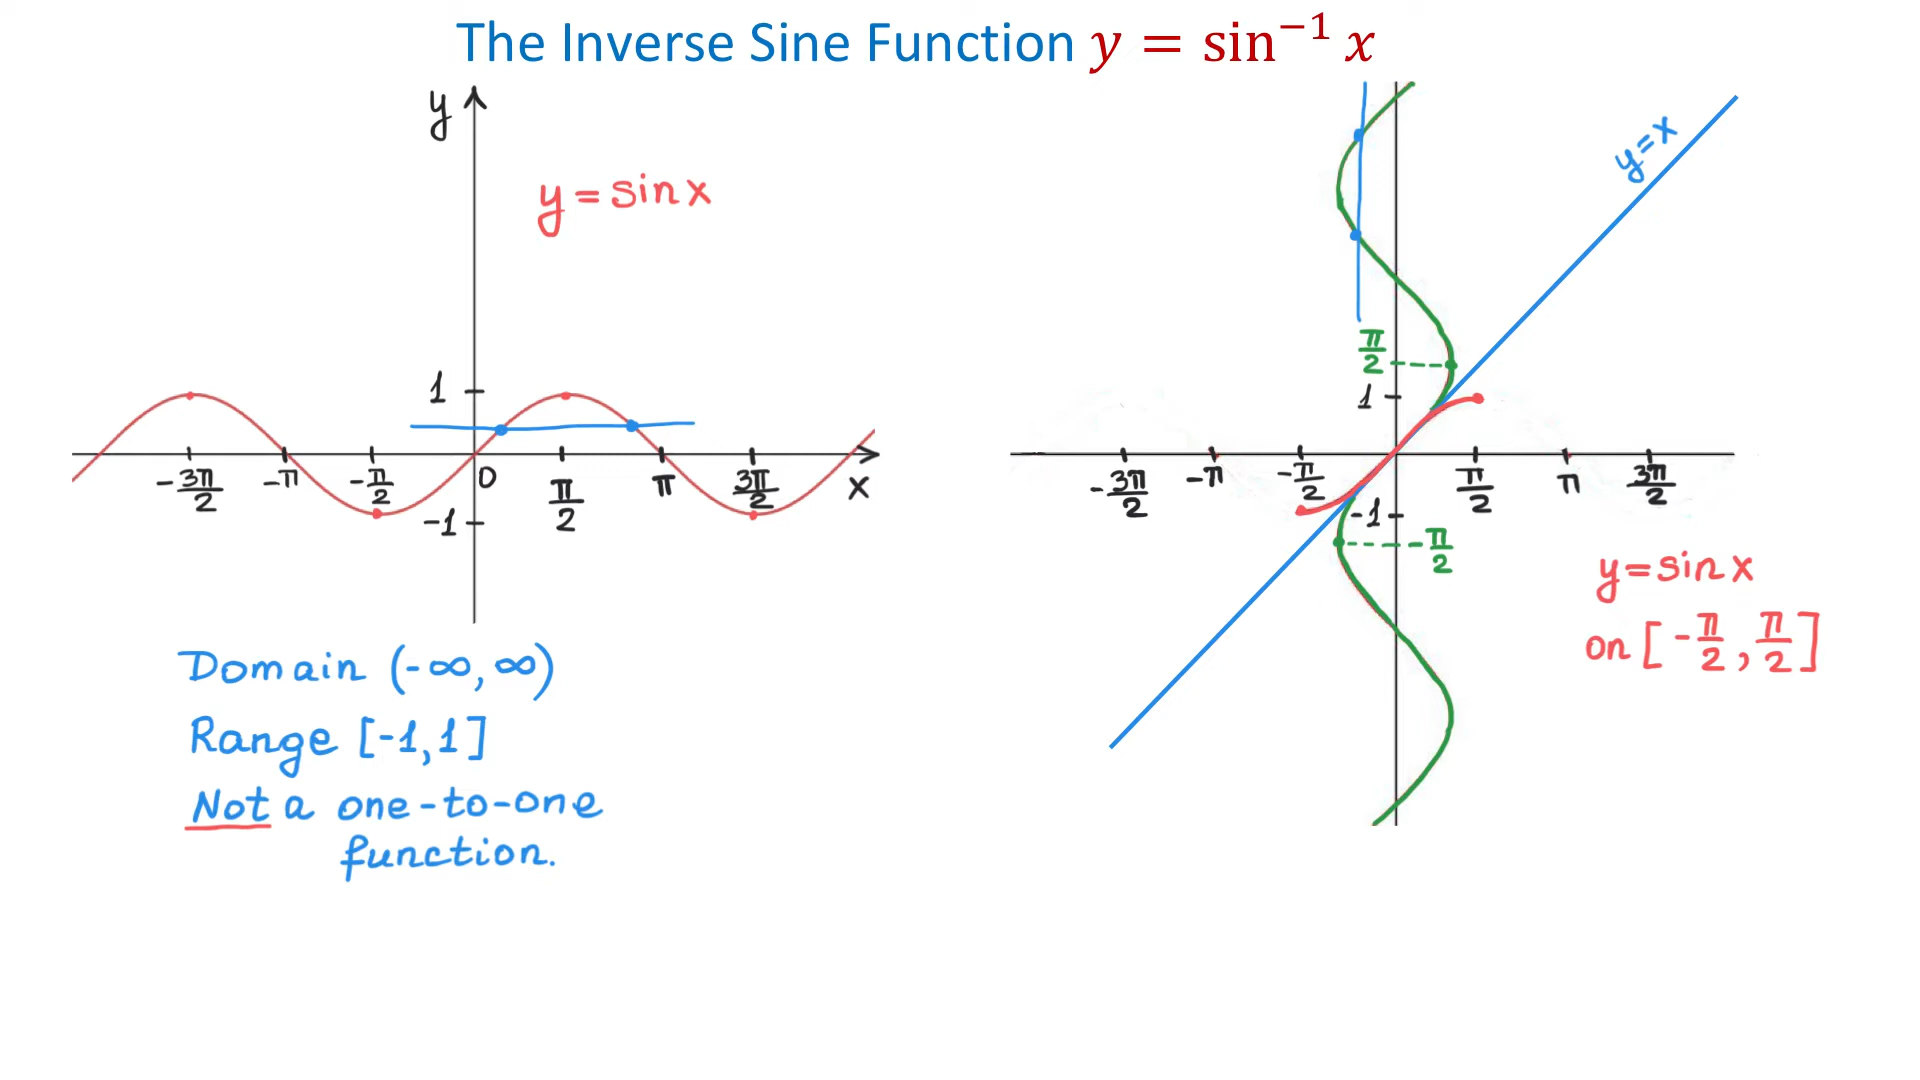 The Inverse Sine Function y = sin⁻¹ x
y
y = sin x
1
-3π/2 -π -π/2 0 π/2 π 3π/2 x
-1
Domain (-∞, ∞)
Range [-1, 1]
Not a one-to-one
function.
y=x
π/2
1
-3π/2 -π -π/2 π/2 π 3π/2
-1
-π/2
y = sin x
on [-π/2, π/2]